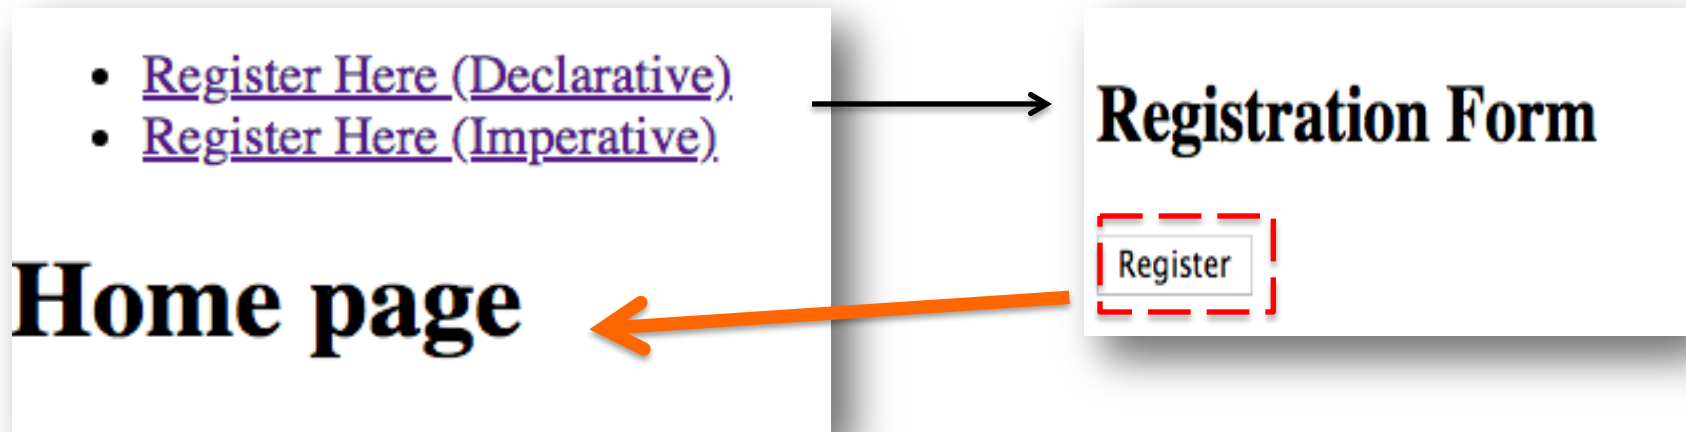 Register Here (Declarative)
Register Here (Imperative)
Home page
Registration Form
Register